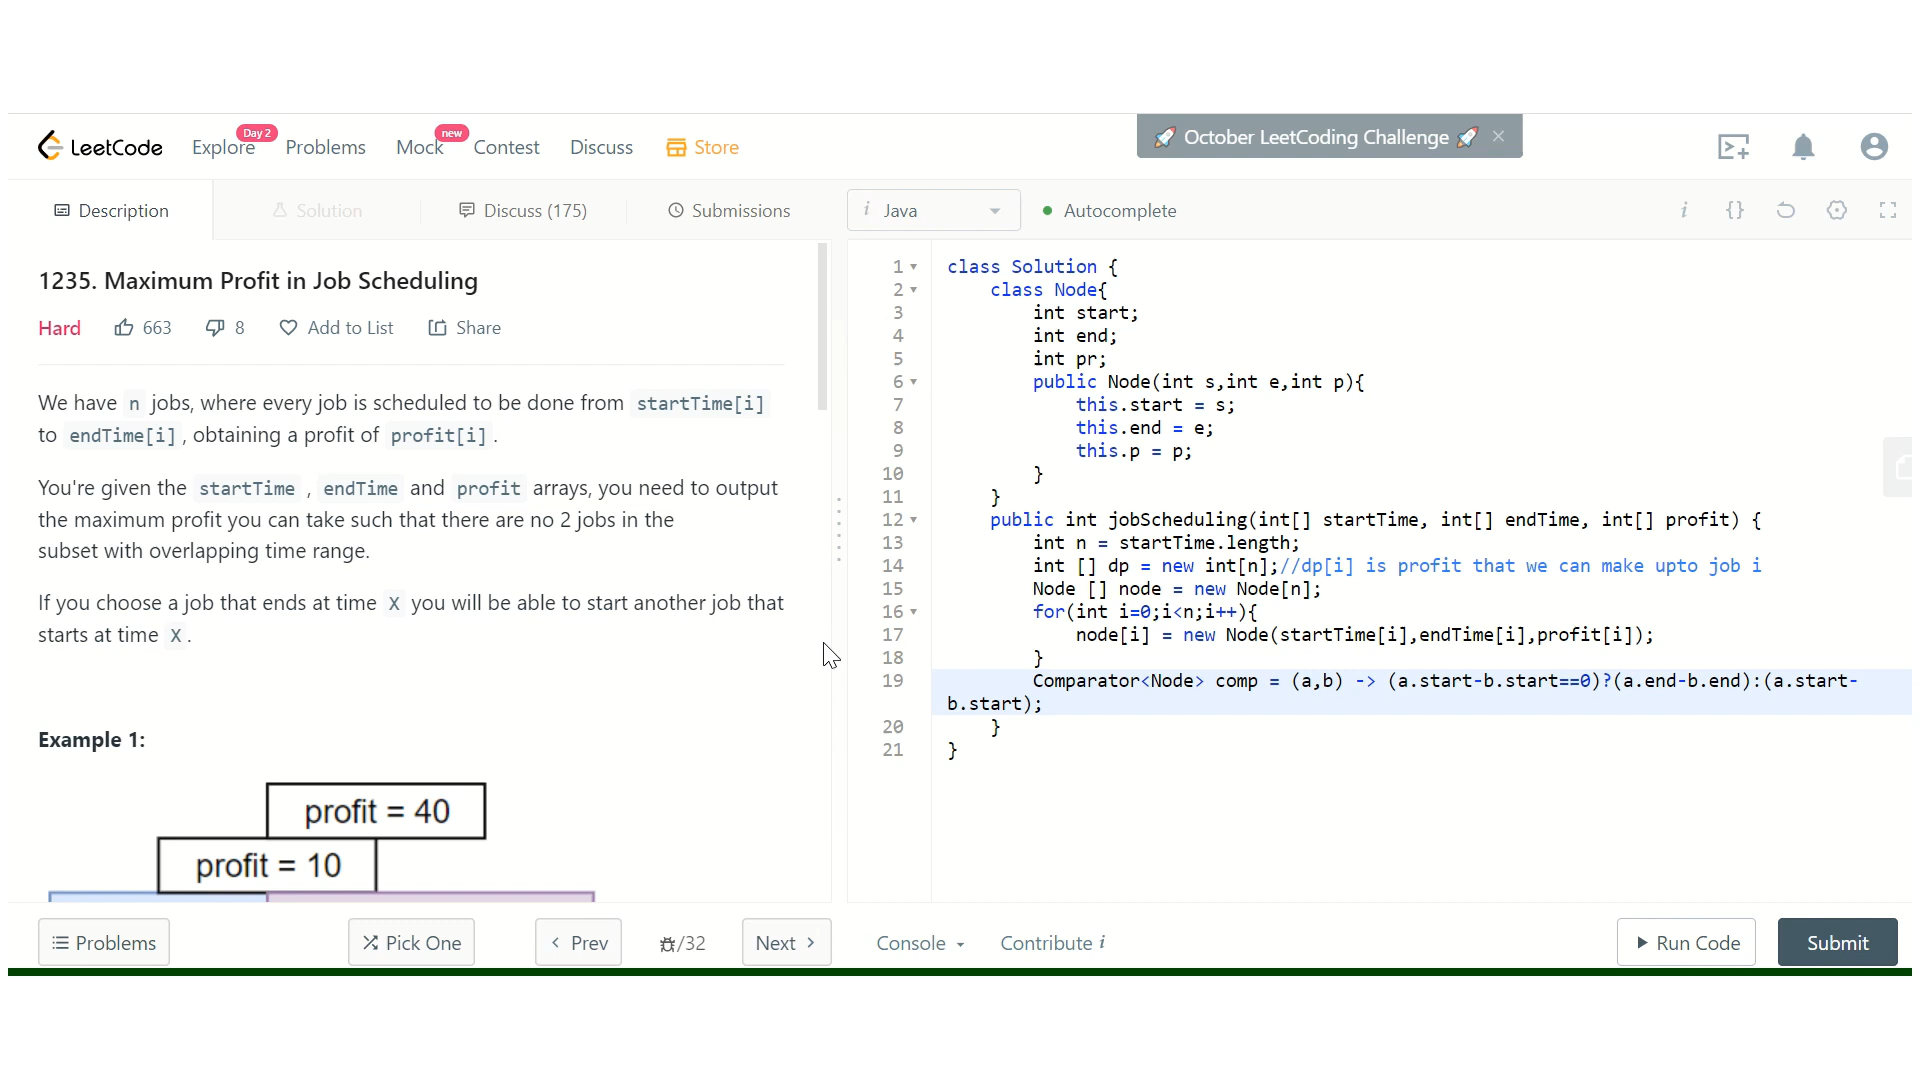 LeetCode
Explore Day 2 Problems Mock new Contest Discuss Store
🚀 October LeetCoding Challenge 🚀 ×
Description Solution Discuss (175) Submissions
i Java Autocomplete i {}
1235. Maximum Profit in Job Scheduling
Hard 663 8 Add to List Share
We have n jobs, where every job is scheduled to be done from startTime[i]
to endTime[i] , obtaining a profit of profit[i] .
You're given the startTime , endTime and profit arrays, you need to output
the maximum profit you can take such that there are no 2 jobs in the
subset with overlapping time range.
If you choose a job that ends at time X you will be able to start another job that
starts at time X .
Example 1:
profit = 40
profit = 10
1 class Solution {
2 class Node{
3 int start;
4 int end;
5 int pr;
6 public Node(int s,int e,int p){
7 this.start = s;
8 this.end = e;
9 this.p = p;
10 }
11 }
12 public int jobScheduling(int[] startTime, int[] endTime, int[] profit) {
13 int n = startTime.length;
14 int [] dp = new int[n];//dp[i] is profit that we can make upto job i
15 Node [] node = new Node[n];
16 for(int i=0;i<n;i++){
17 node[i] = new Node(startTime[i],endTime[i],profit[i]);
18 }
19 Comparator<Node> comp = (a,b) -> (a.start-b.start==0)?(a.end-b.end):(a.start-
b.start);
20 }
21 }
Problems Pick One < Prev /32 Next > Console Contribute i Run Code Submit